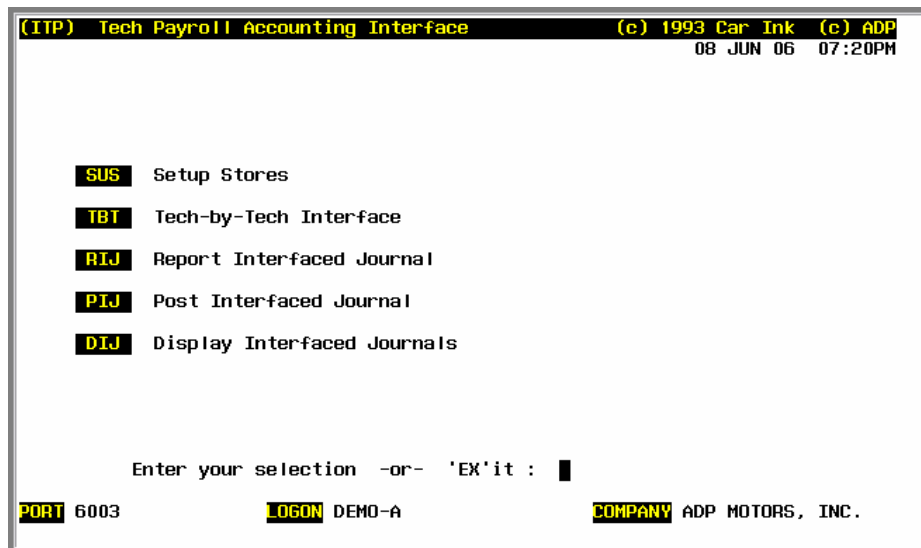 (ITP) Tech Payroll Accounting Interface (c) 1993 Car Ink (c) ADP
08 JUN 06 07:20PM
SUS Setup Stores
TBT Tech-by-Tech Interface
RIJ Report Interfaced Journal
PIJ Post Interfaced Journal
DIJ Display Interfaced Journals
Enter your selection -or- 'EX'it :
PORT 6003 LOGON DEMO-A COMPANY ADP MOTORS, INC.